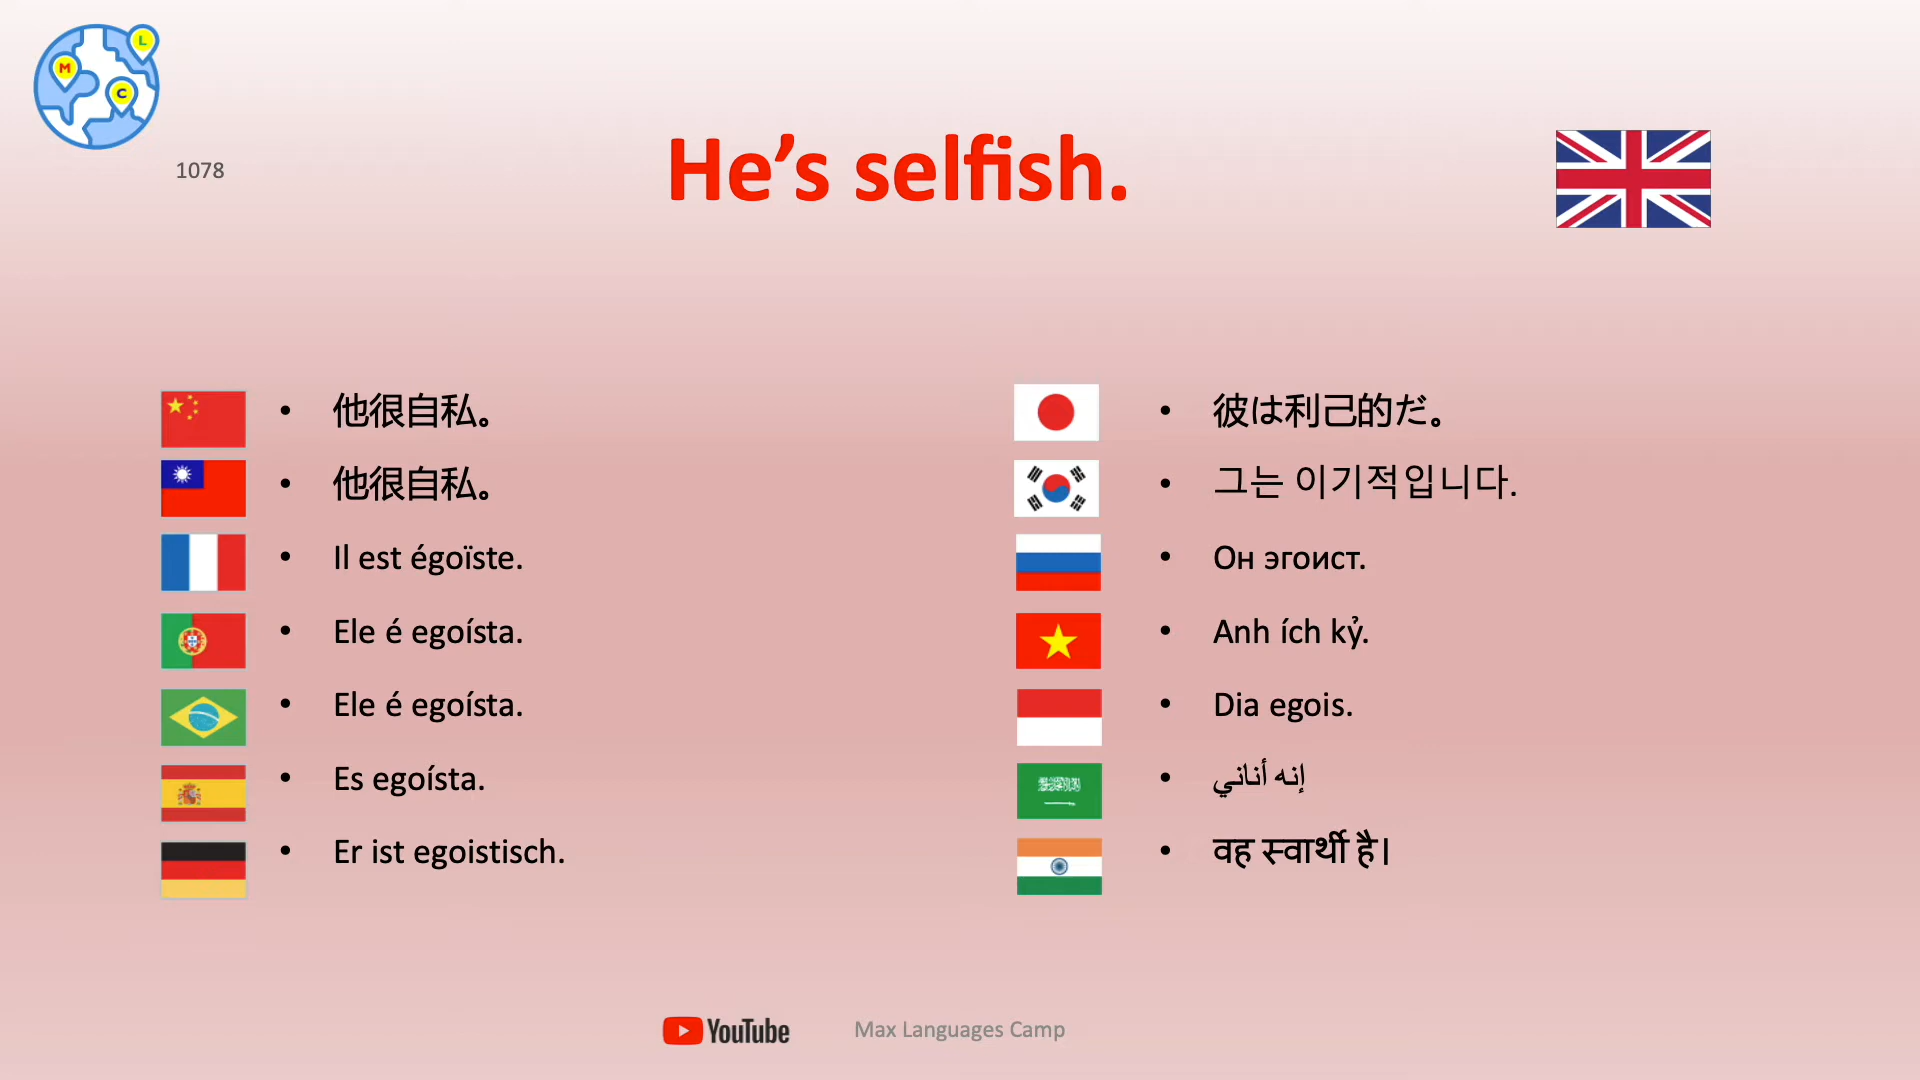 L
M
C
1078
He’s selfish.
• 他很自私。
• 他很自私。
• Il est égoïste.
• Ele é egoísta.
• Ele é egoísta.
• Es egoísta.
• Er ist egoistisch.
• 彼は利己的だ。
• 그는 이기적입니다.
• Он эгоист.
• Anh ích kỷ.
• Dia egois.
• إنه أناني
• वह स्वार्थी है।
YouTube
Max Languages Camp